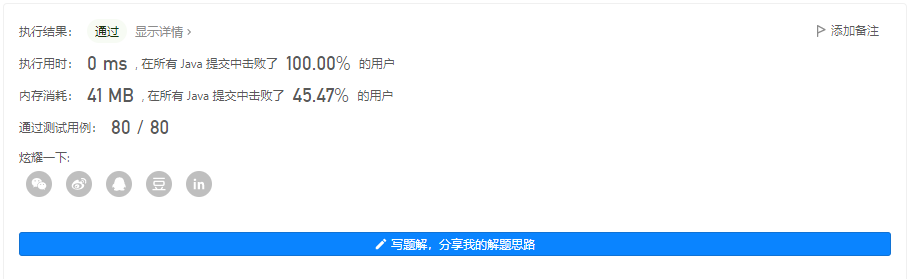 执行结果： 通过 显示详情 › 添加备注
执行用时： 0 ms , 在所有 Java 提交中击败了 100.00% 的用户
内存消耗： 41 MB , 在所有 Java 提交中击败了 45.47% 的用户
通过测试用例： 80 / 80
炫耀一下:
豆 in
写题解，分享我的解题思路